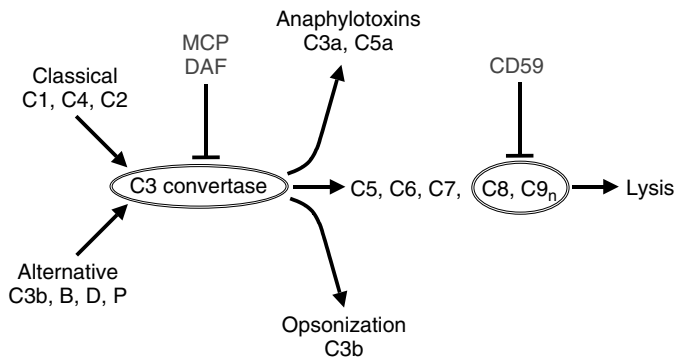 Anaphylotoxins
C3a, C5a
MCP
DAF
CD59
Classical
C1, C4, C2
C3 convertase
C5, C6, C7,
C8, C9n
Lysis
Alternative
C3b, B, D, P
Opsonization
C3b